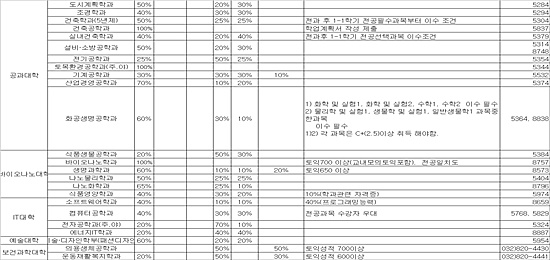 도시계획학과 50% 20% 30% 5284
조경학과 40% 30% 30% 5294
건축학과(5년제) 50% 25% 25% 전과 후 1-1학기 전공필수과목부터 이수 조건 5304
건축공학과 100% 학업계획서 작성 제출 5837
실내건축학과 40% 20% 40% 전과후 1-1학기 전공선택과목 이수조건 5379
설비·소방공학과 50% 20% 30% 5314
8748
전기공학과 25% 50% 25% 5354
토목환경공학과(주,야) 100% 5344
공과대학 기계공학과 30% 30% 30% 10% 5532
산업경영공학과 70% 10% 20% 5374
화공생명공학과 60% 30% 10% 5364, 8838
1) 화학 및 실험1, 화학 및 실험2, 수학1, 수학2 이수 필수
2) 물리학 및 실험1, 생물학 및 실험1, 일반생물학1 과목중
한과목
이수 필수
1)2) 각 과목은 C+(2.5)이상 취득 해야함.
식품생물공학과 20% 50% 30% 5384
바이오나노학과 100% 토익700 이상(교내모의토익포함), 전공일치도 8757
바이오나노대학 생명과학과 60% 10% 10% 20% 토익650 이상 8573
나노물리학과 50% 25% 25% 5404
나노화학과 65% 25% 10% 8796
식품영양학과 40% 20% 30% 10%(학과관련 자격증) 5974
소프트웨어학과 40% 10% 10% 40%(프로그래밍능력) 8659
IT대학 컴퓨터공학과 40% 30% 30% 전공과목 수강자 우대 5768, 5829
전자공학과(주,야) 20% 70% 10% 5324
에너지IT학과 40% 40% 20% 8887
예술대학 술·디자인학부(패션디자인 60% 20% 20% 5954
보건과학대학 의용생체공학과 50% 50% 토익성적 700이상 032)820-4430
운동재활복지학과 50% 30% 20% 토익성적 600이상 032)820-4441